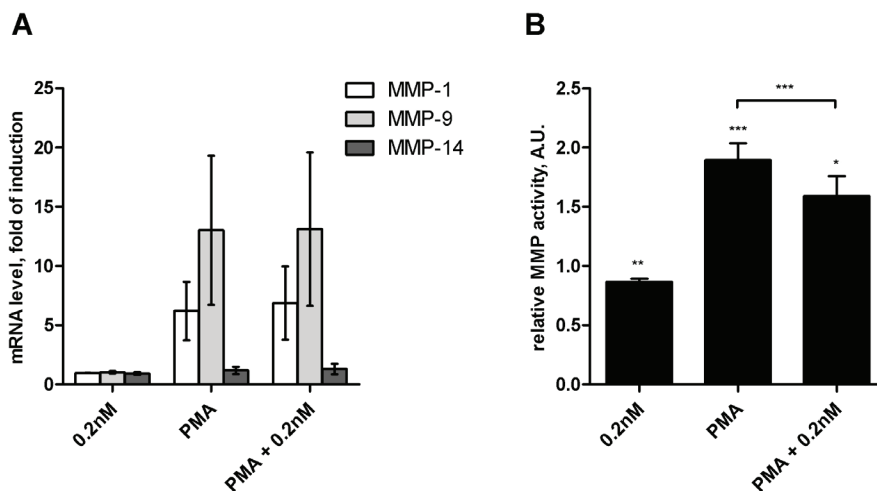 A
mRNA level, fold of induction
25
20
15
10
5
0
MMP-1
MMP-9
MMP-14
0.2nM
PMA
PMA + 0.2nM
B
relative MMP activity, A.U.
2.5
2.0
1.5
1.0
0.5
0.0
**
***
*
***
0.2nM
PMA
PMA + 0.2nM